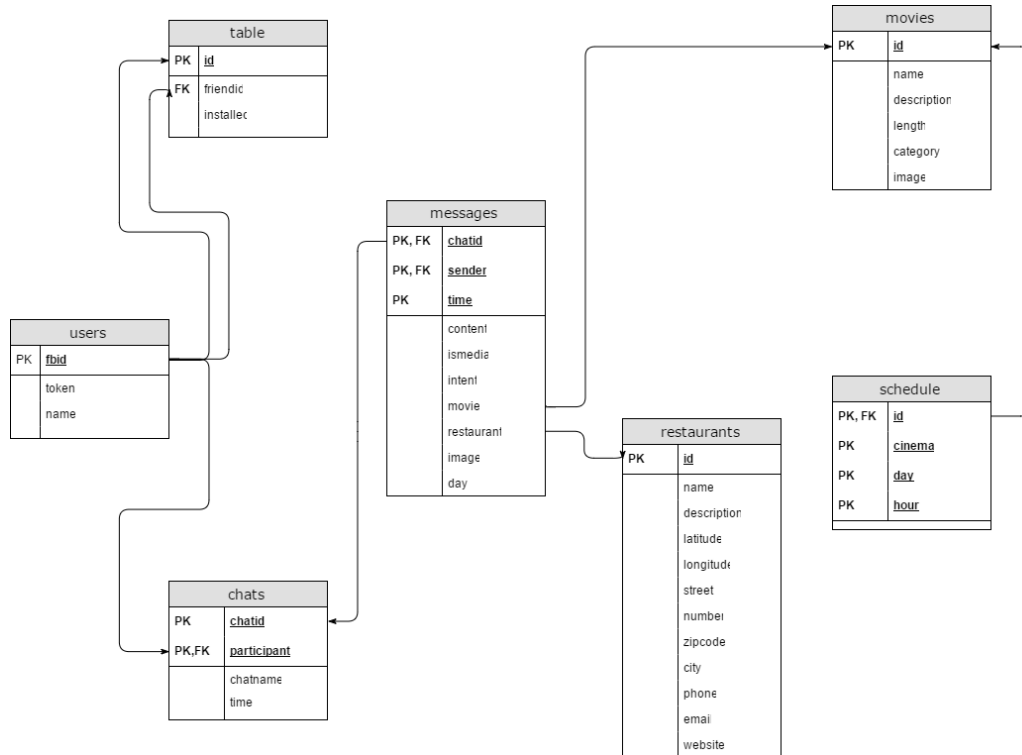 table
PK id
FK friendid
installed
movies
PK id
name
description
length
category
image
messages
PK, FK chatid
PK, FK sender
PK time
content
ismedia
intent
movie
restaurant
image
day
users
PK fbid
token
name
schedule
PK, FK id
PK cinema
PK day
PK hour
restaurants
PK id
name
description
latitude
longitude
street
number
zipcode
city
phone
email
website
chats
PK chatid
PK,FK participant
chatname
time